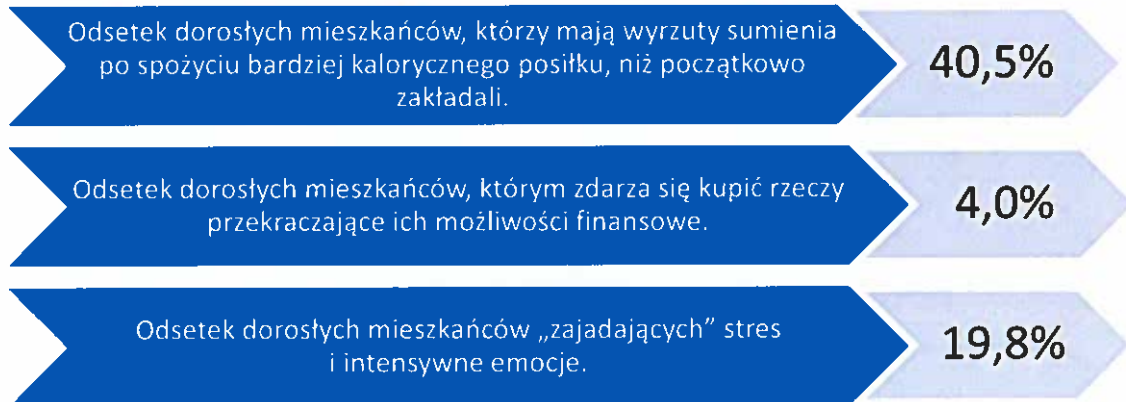 Odsetek dorosłych mieszkańców, którzy mają wyrzuty sumienia
po spożyciu bardziej kalorycznego posiłku, niż początkowo
zakładali.
40,5%
Odsetek dorosłych mieszkańców, którym zdarza się kupić rzeczy
przekraczające ich możliwości finansowe.
4,0%
Odsetek dorosłych mieszkańców „zajadających” stres
i intensywne emocje.
19,8%